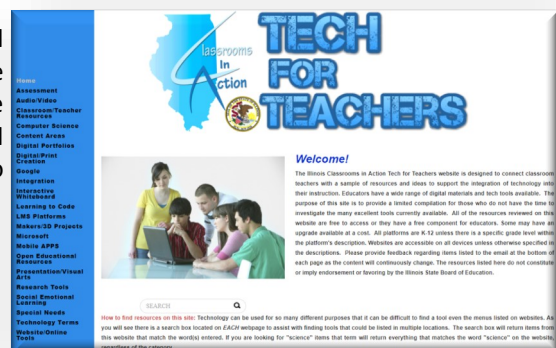 Classrooms
In
Action
TECH
FOR
TEACHERS
Home
Assessment
Audio/Video
Classroom/Teacher
Resources
Computer Science
Content Areas
Digital Portfolios
Digital/Print
Creation
Google
Integration
Interactive
Whiteboard
Learning to Code
LMS Platforms
Makers/3D Projects
Microsoft
Mobile APPS
Open Educational
Resources
Presentation/Visual
Arts
Research Tools
Social Emotional
Learning
Special Needs
Technology Terms
Website/Online
Tools
Welcome!
The Illinois Classrooms in Action Tech for Teachers website is designed to connect classroom
teachers with a sample of resources and ideas to support the integration of technology into
their instruction. Educators have a wide range of digital materials and tech tools available. The
purpose of this site is to provide a limited compilation for those who do not have the time to
investigate the many excellent tools currently available. All of the resources reviewed on this
website are free to access or they have a free component for educators. Some may have an
upgrade available at a cost. All platforms are K-12 unless there is a specific grade level within
the platform's description. Websites are accessible on all devices unless otherwise specified in
the descriptions. Please provide feedback regarding items listed to the email at the bottom of
each page as the content will continuously change. The resources listed here do not constitute
or imply endorsement or favoring by the Illinois State Board of Education.
SEARCH
How to find resources on this site: Technology can be used for so many different purposes that it can be difficult to find a tool even among the menus listed on websites. As
you will see there is a search box located on EACH webpage to assist with finding tools that could be listed in multiple locations. The search box will return items from
this website that match the word(s) entered. If you are looking for "science" items that term will return everything that matches the word "science" on the website
regardless of the category.